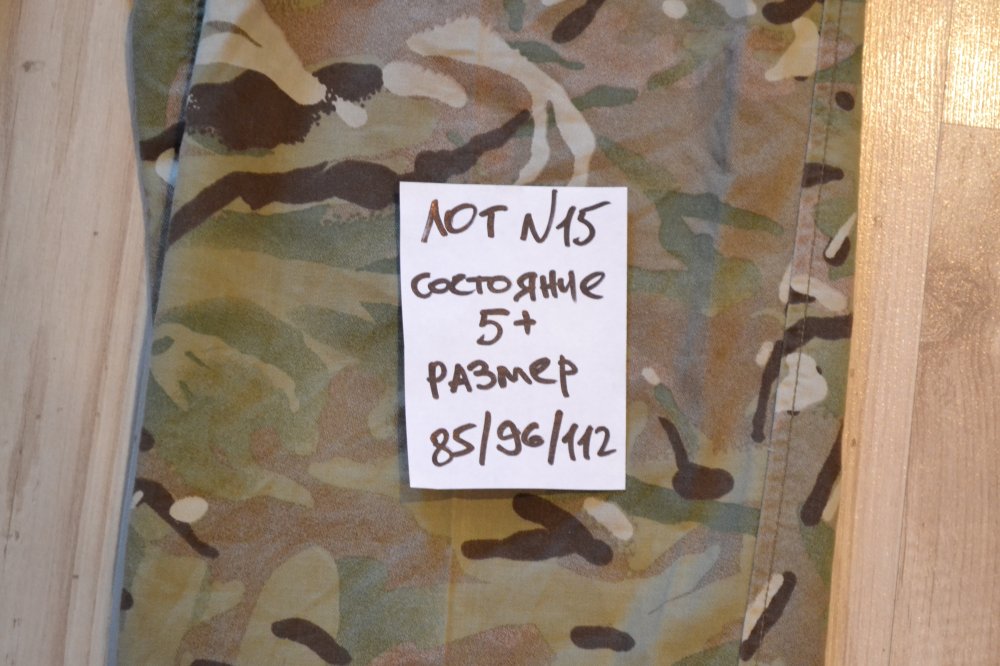 ЛОТ N15
состояние
5+
размер
85/96/112